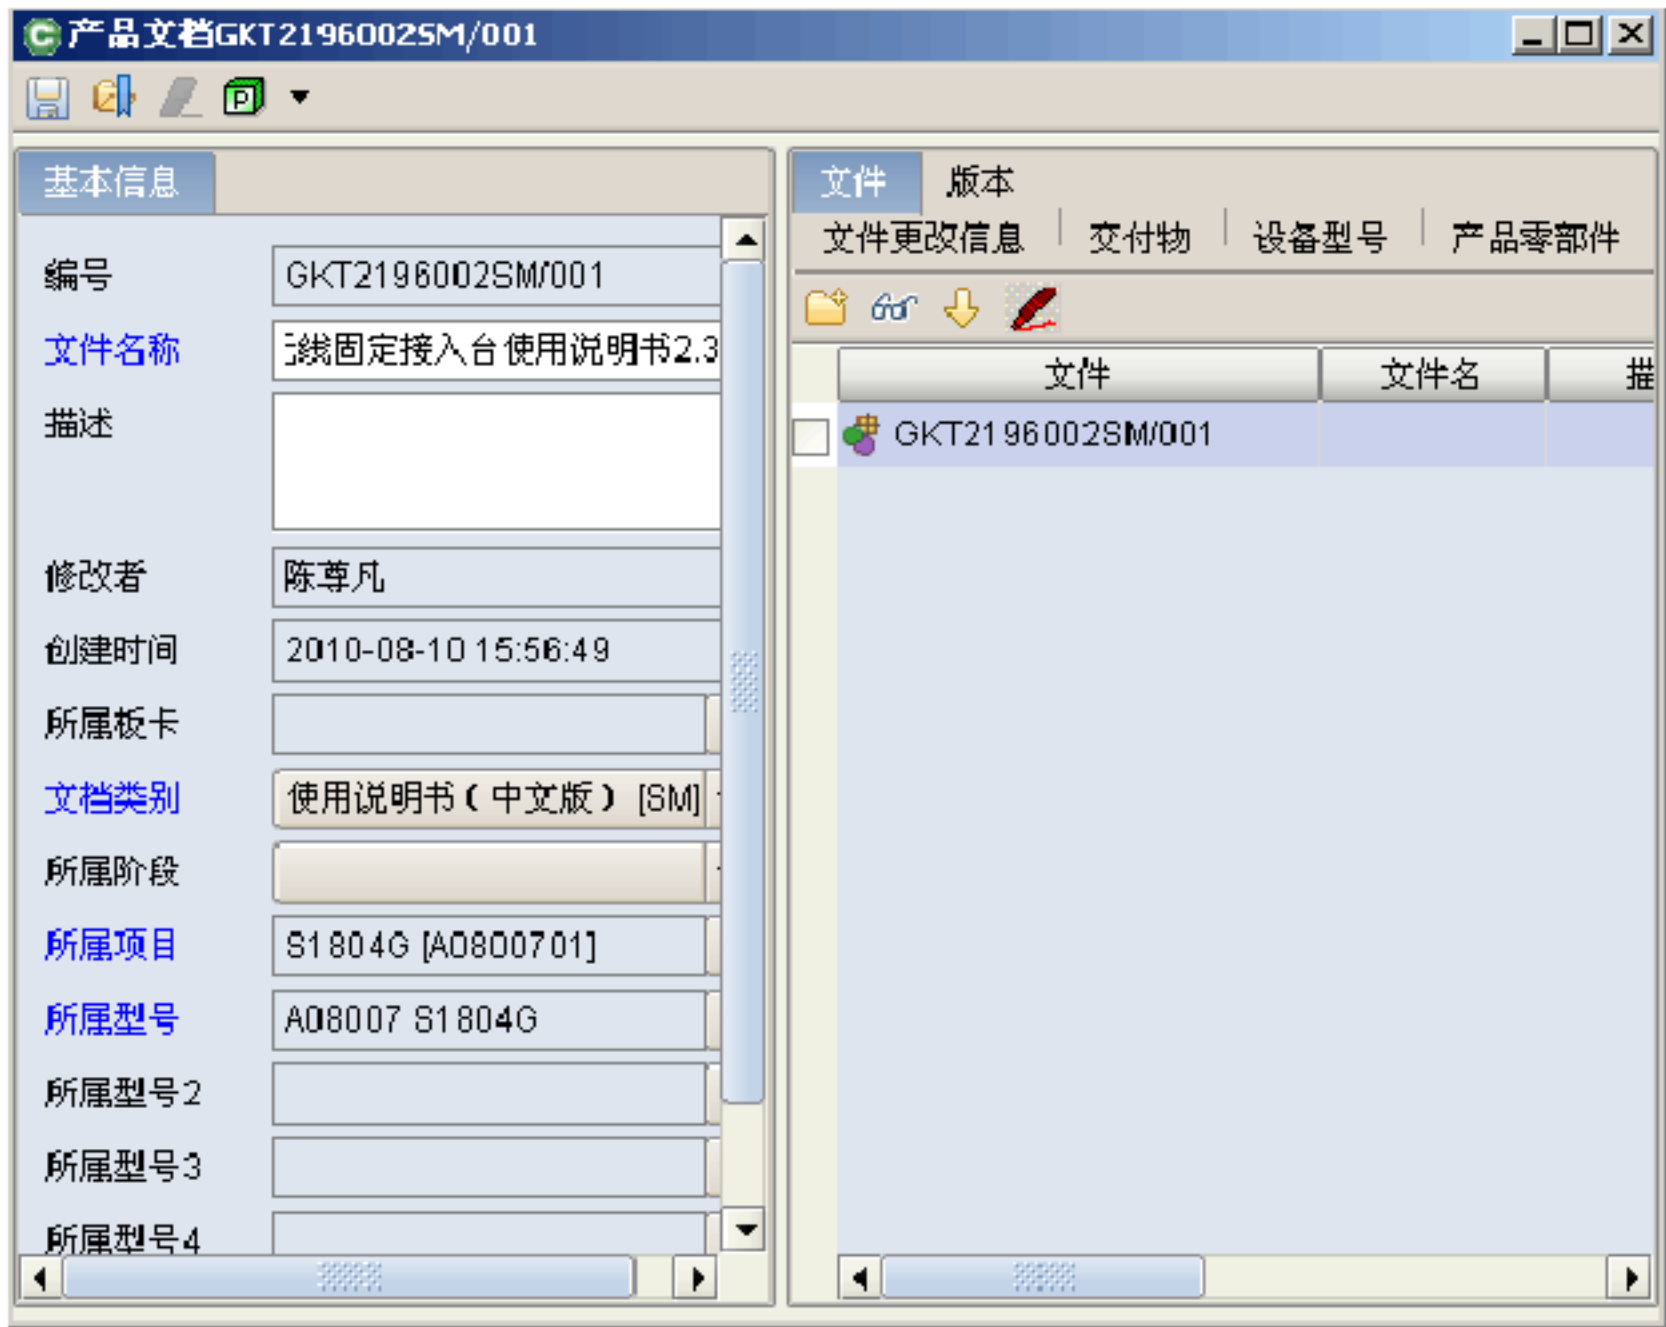 产品文档GKT2196002SM/001
基本信息
编号 GKT2196002SM/001
文件名称 线固定接入台使用说明书2.3
描述
修改者 陈尊凡
创建时间 2010-08-10 15:56:49
所属板卡
文档类别 使用说明书(中文版) [SM]
所属阶段
所属项目 S1804G [A0800701]
所属型号 A08007 S1804G
所属型号2
所属型号3
所属型号4
文件 版本
文件更改信息 交付物 设备型号 产品零部件
文件 文件名 描
GKT2196002SM/001